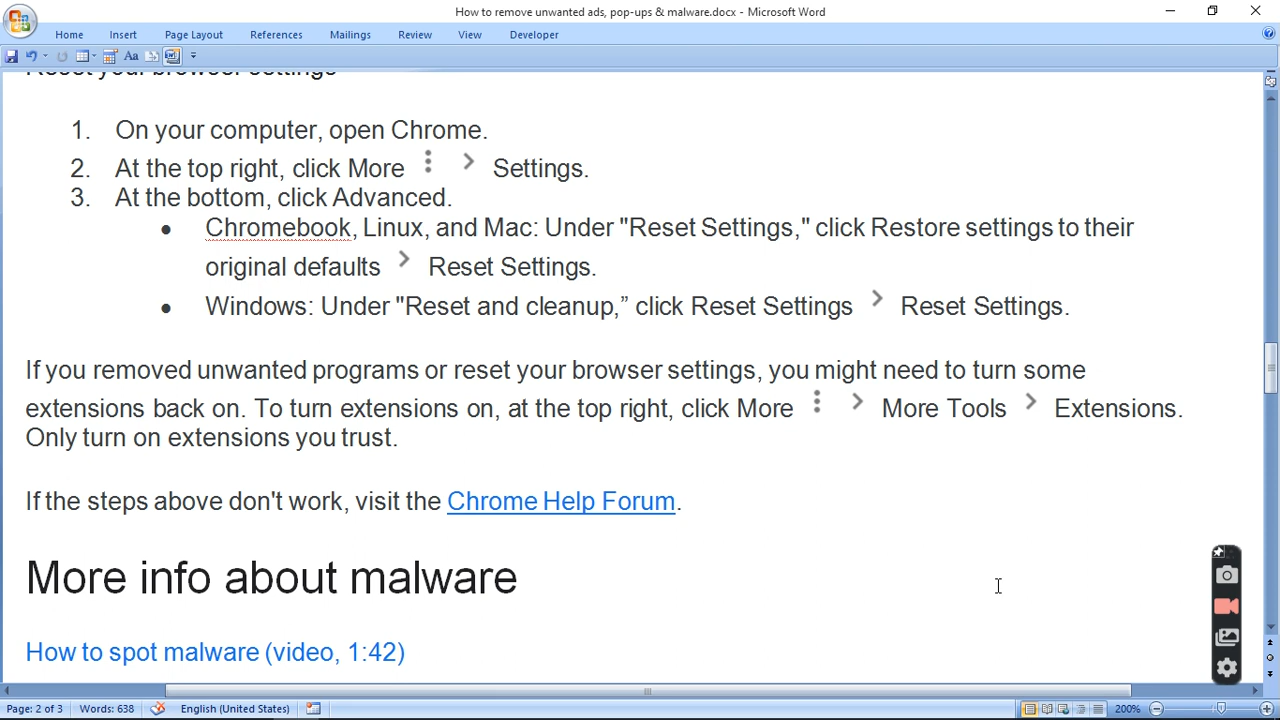 How to remove unwanted ads, pop-ups & malware.docx - Microsoft Word
Home Insert Page Layout References Mailings Review View Developer
Aa
Reset your browser settings
1. On your computer, open Chrome.
2. At the top right, click More Settings.
3. At the bottom, click Advanced.
• Chromebook, Linux, and Mac: Under "Reset Settings," click Restore settings to their
original defaults Reset Settings.
• Windows: Under "Reset and cleanup,” click Reset Settings Reset Settings.
If you removed unwanted programs or reset your browser settings, you might need to turn some
extensions back on. To turn extensions on, at the top right, click More More Tools Extensions.
Only turn on extensions you trust.
If the steps above don't work, visit the Chrome Help Forum.
More info about malware
How to spot malware (video, 1:42)
Page: 2 of 3 Words: 638 English (United States) 200%